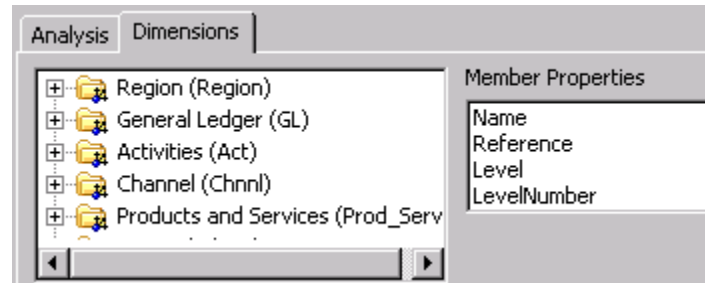 Analysis Dimensions
Region (Region)
General Ledger (GL)
Activities (Act)
Channel (Chnnl)
Products and Services (Prod_Serv
Member Properties
Name
Reference
Level
LevelNumber